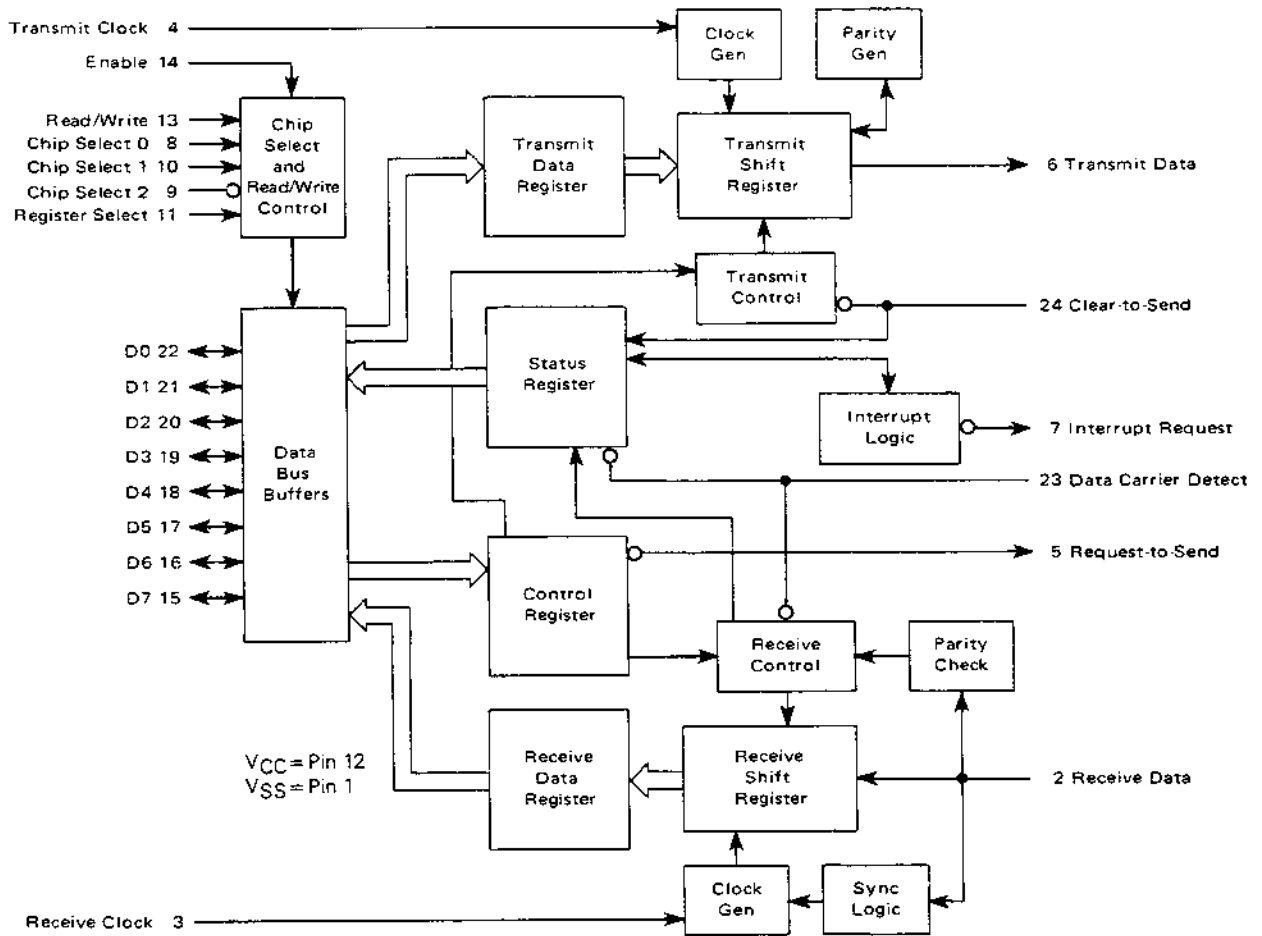 Transmit Clock 4
Clock
Gen
Parity
Gen
Enable 14
Read/Write 13
Chip Select 0 8
Chip Select 1 10
Chip Select 2 9
Register Select 11
Chip
Select
and
Read/Write
Control
Transmit
Data
Register
Transmit
Shift
Register
6 Transmit Data
Transmit
Control
24 Clear-to-Send
D0 22
D1 21
D2 20
D3 19
D4 18
D5 17
D6 16
D7 15
Data
Bus
Buffers
Status
Register
Interrupt
Logic
7 Interrupt Request
23 Data Carrier Detect
Control
Register
5 Request-to-Send
Receive
Control
Parity
Check
VCC = Pin 12
VSS = Pin 1
Receive
Data
Register
Receive
Shift
Register
2 Receive Data
Receive Clock 3
Clock
Gen
Sync
Logic